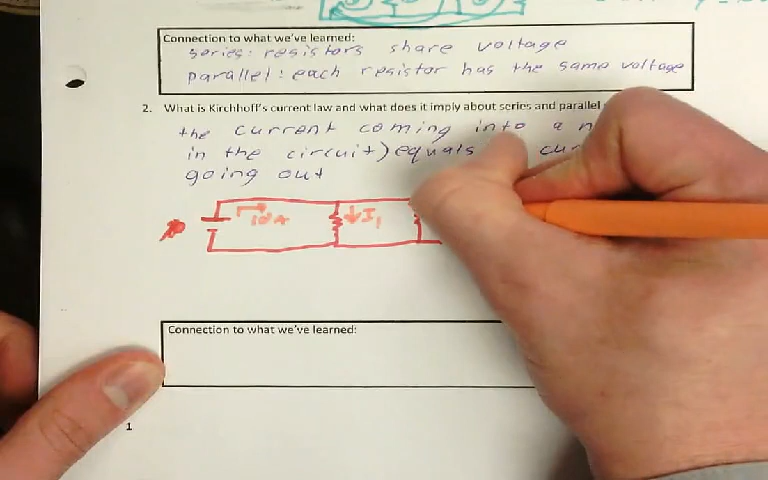 Connection to what we've learned:
series: resistors share voltage
parallel: each resistor has the same voltage
2. What is Kirchhoff's current law and what does it imply about series and parallel
the current coming into a n
in the circuit) equals cu
going out
10A I1
Connection to what we've learned:
1